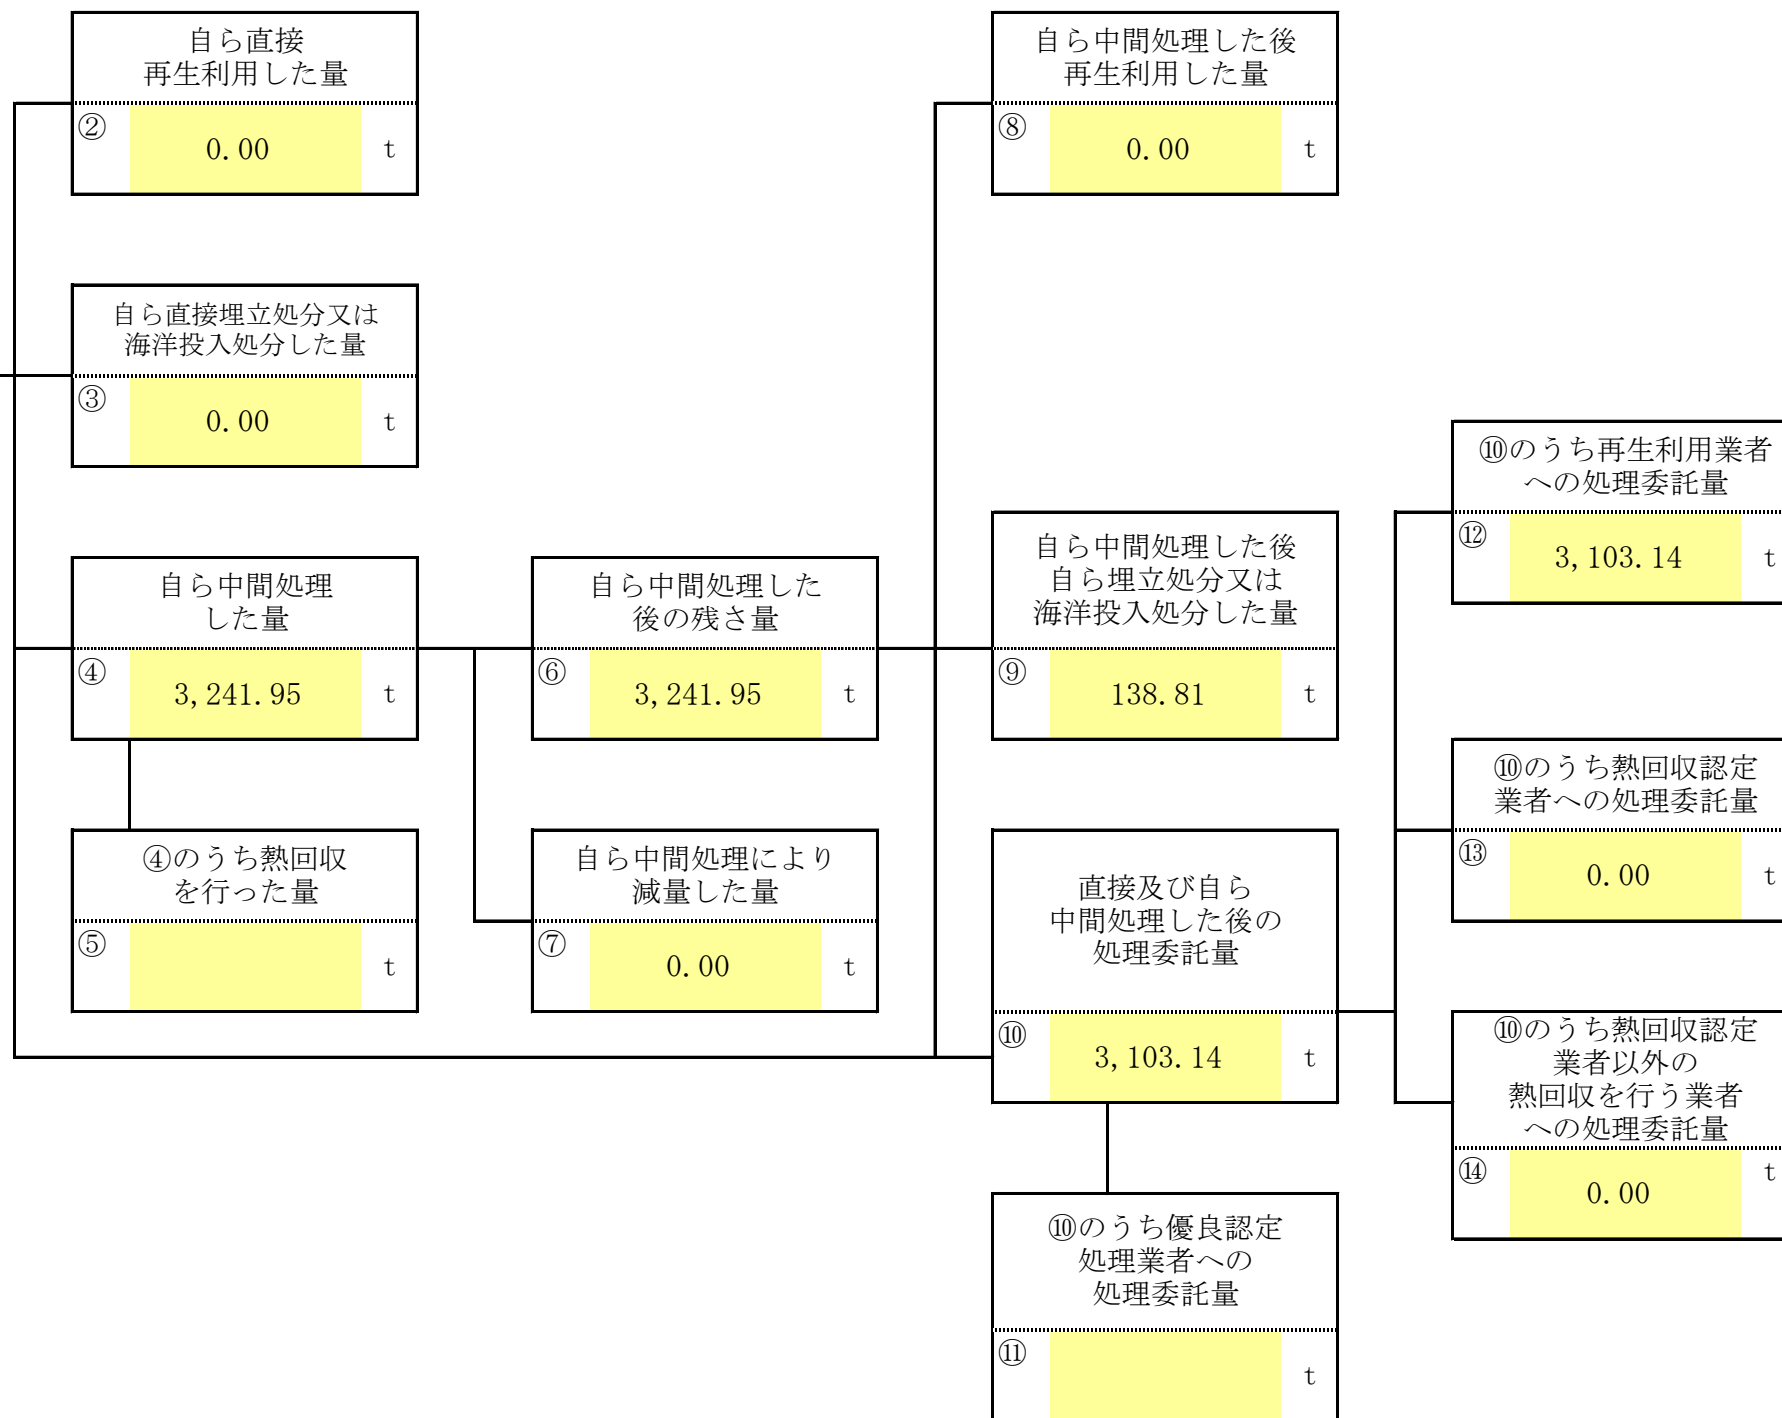 自ら直接
再生利用した量
② 0.00 t
自ら直接埋立処分又は
海洋投入処分した量
③ 0.00 t
自ら中間処理
した量
④ 3,241.95 t
④のうち熱回収
を行った量
⑤ t
自ら中間処理した
後の残さ量
⑥ 3,241.95 t
自ら中間処理により
減量した量
⑦ 0.00 t
自ら中間処理した後
再生利用した量
⑧ 0.00 t
自ら中間処理した後
自ら埋立処分又は
海洋投入処分した量
⑨ 138.81 t
直接及び自ら
中間処理した後の
処理委託量
⑩ 3,103.14 t
⑩のうち優良認定
処理業者への
処理委託量
⑪ t
⑩のうち再生利用業者
への処理委託量
⑫ 3,103.14 t
⑩のうち熱回収認定
業者への処理委託量
⑬ 0.00 t
⑩のうち熱回収認定
業者以外の
熱回収を行う業者
への処理委託量
⑭ 0.00 t